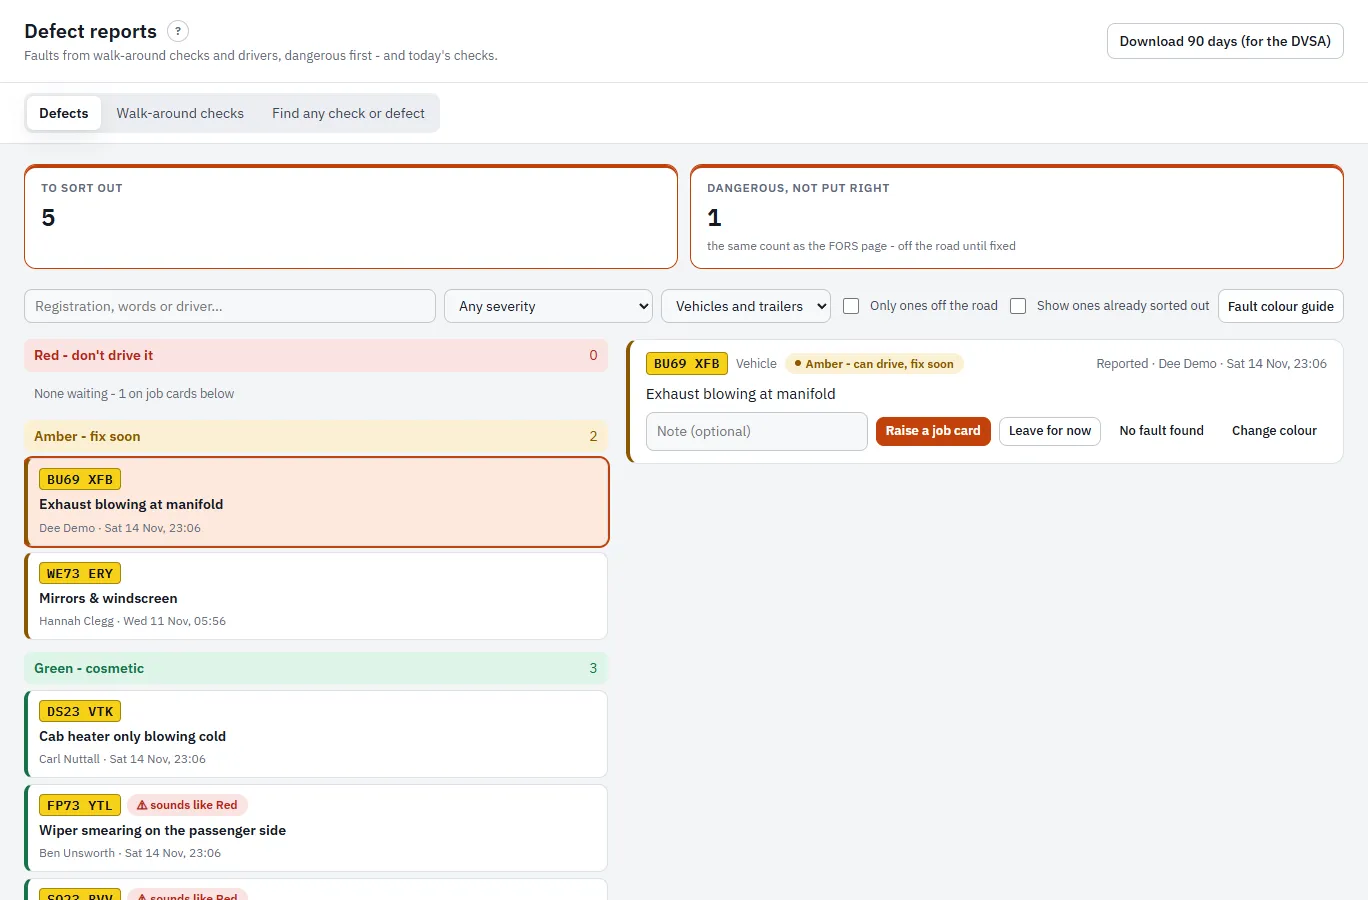 Defect reports ?
Faults from walk-around checks and drivers, dangerous first - and today's checks.
Download 90 days (for the DVSA)
Defects Walk-around checks Find any check or defect
TO SORT OUT
5
DANGEROUS, NOT PUT RIGHT
1
the same count as the FORS page - off the road until fixed
Registration, words or driver... Any severity Vehicles and trailers Only ones off the road Show ones already sorted out Fault colour guide
Red - don't drive it 0
None waiting - 1 on job cards below
Amber - fix soon 2
BU69 XFB
Exhaust blowing at manifold
Dee Demo · Sat 14 Nov, 23:06
WE73 ERY
Mirrors & windscreen
Hannah Clegg · Wed 11 Nov, 05:56
Green - cosmetic 3
DS23 VTK
Cab heater only blowing cold
Carl Nuttall · Sat 14 Nov, 23:06
FP73 YTL ⚠ sounds like Red
Wiper smearing on the passenger side
Ben Unsworth · Sat 14 Nov, 23:06
⚠ sounds like Red
BU69 XFB Vehicle Amber - can drive, fix soon Reported · Dee Demo · Sat 14 Nov, 23:06
Exhaust blowing at manifold
Note (optional) Raise a job card Leave for now No fault found Change colour